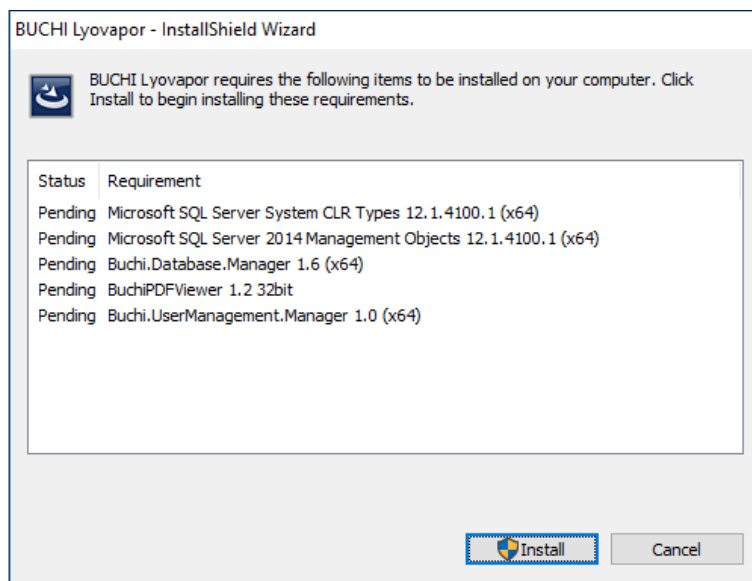 BUCHI Lyovapor - InstallShield Wizard
BUCHI Lyovapor requires the following items to be installed on your computer. Click
Install to begin installing these requirements.
Status Requirement
Pending Microsoft SQL Server System CLR Types 12.1.4100.1 (x64)
Pending Microsoft SQL Server 2014 Management Objects 12.1.4100.1 (x64)
Pending Buchi.Database.Manager 1.6 (x64)
Pending BuchiPDFViewer 1.2 32bit
Pending Buchi.UserManagement.Manager 1.0 (x64)
Install Cancel